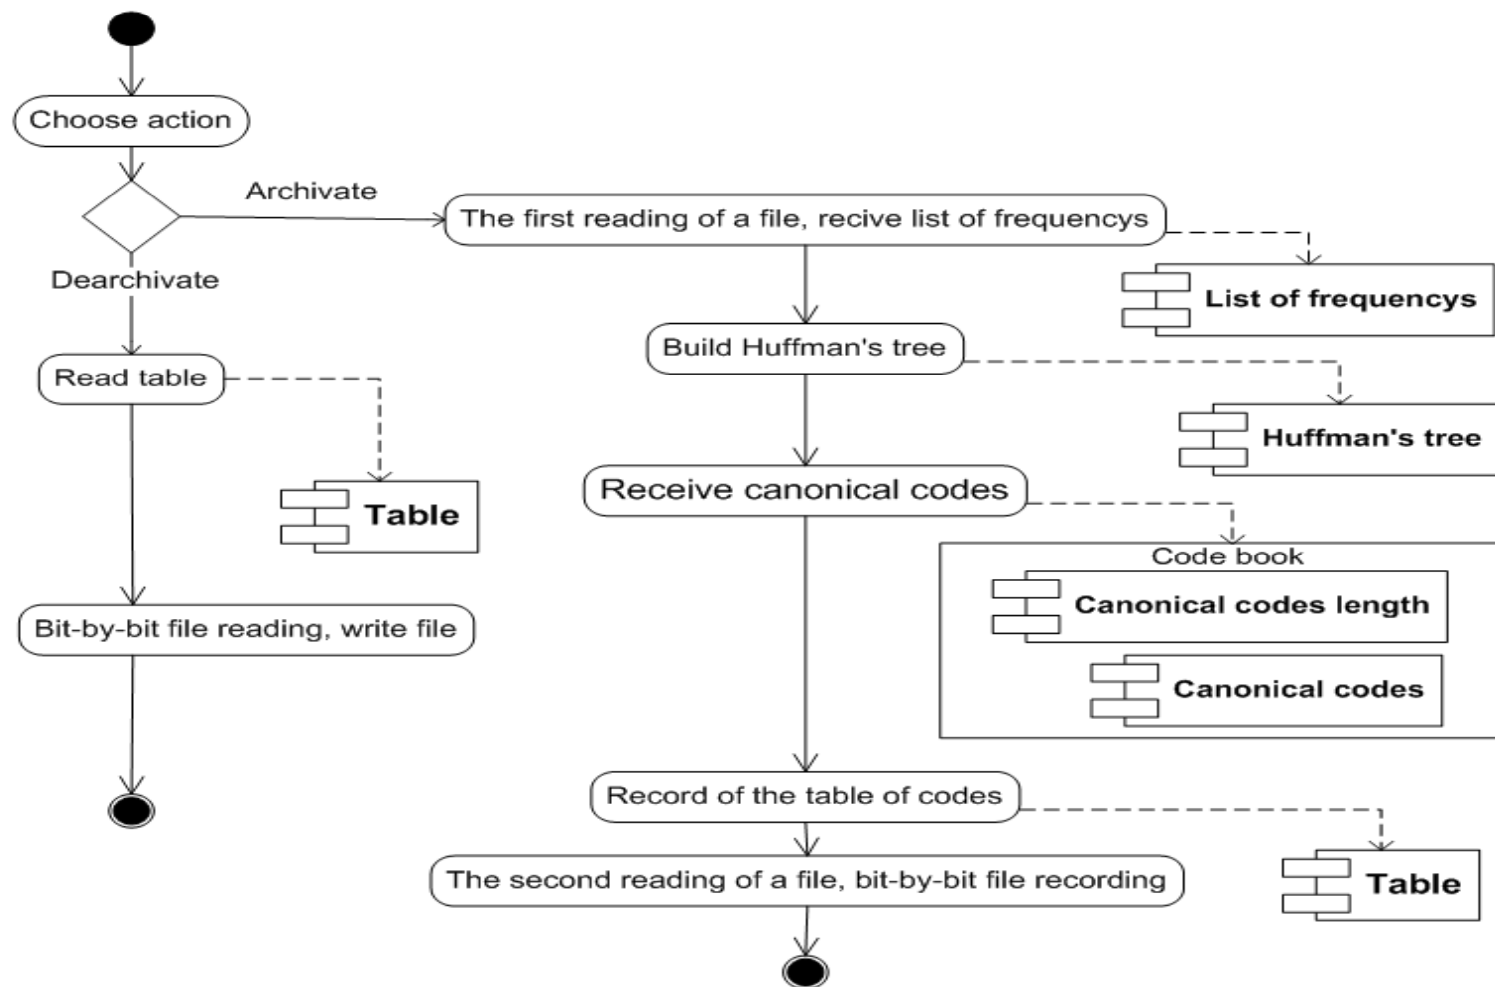 Choose action
Archivate
The first reading of a file, recive list of frequencys
Dearchivate
List of frequencys
Build Huffman's tree
Read table
Huffman's tree
Receive canonical codes
Table
Code book
Canonical codes length
Bit-by-bit file reading, write file
Canonical codes
Record of the table of codes
The second reading of a file, bit-by-bit file recording
Table